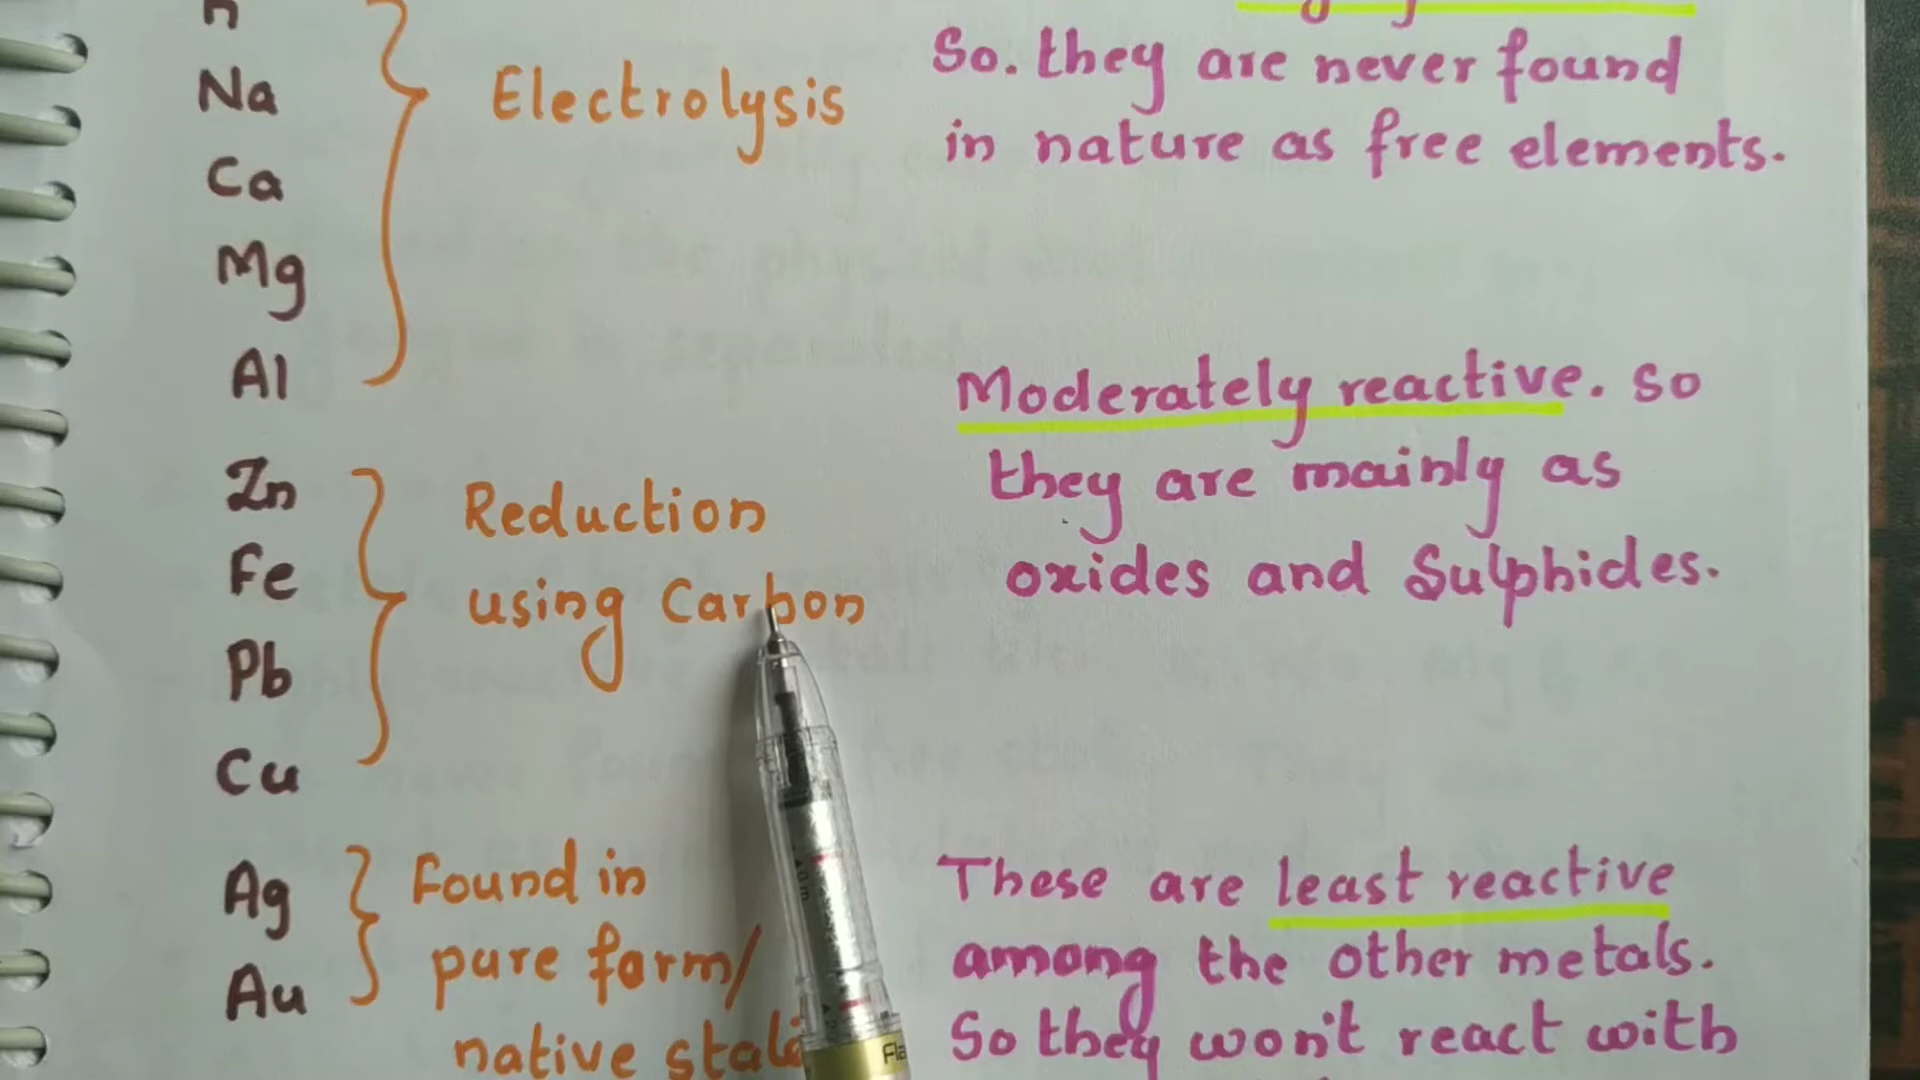 Na
Ca
Mg
Al
Electrolysis
So. they are never found
in nature as free elements.
Zn
Fe
Pb
Cu
Reduction
using Carbon
Moderately reactive. So
they are mainly as
oxides and Sulphides.
Ag
Au
Found in
pure form/
native
These are least reactive
among the other metals.
So they won't react with
Fla